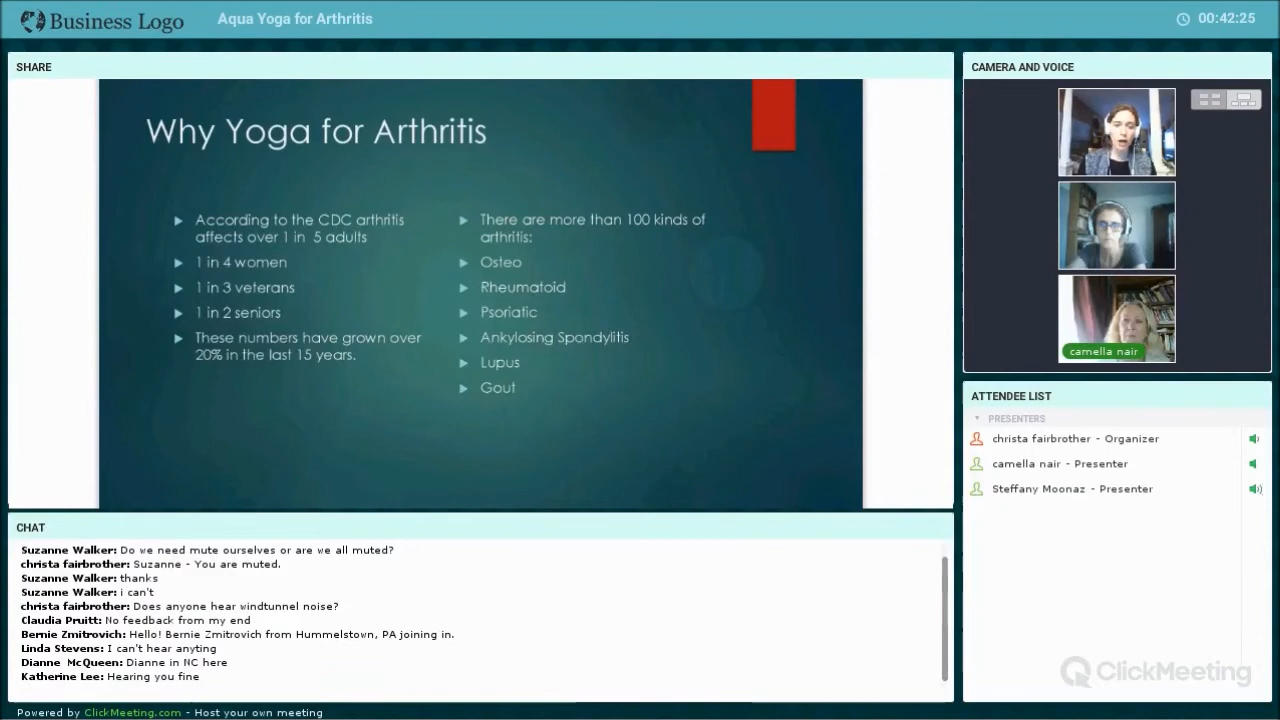 Business Logo
Aqua Yoga for Arthritis
00:42:25
SHARE
Why Yoga for Arthritis
According to the CDC arthritis
affects over 1 in  5 adults
1 in 4 women
1 in 3 veterans
1 in 2 seniors
These numbers have grown over
20% in the last 15 years.
There are more than 100 kinds of
arthritis:
Osteo
Rheumatoid
Psoriatic
Ankylosing Spondylitis
Lupus
Gout
CAMERA AND VOICE
camella nair
ATTENDEE LIST
PRESENTERS
christa fairbrother - Organizer
camella nair - Presenter
Steffany Moonaz - Presenter
ClickMeeting
CHAT
Suzanne Walker: Do we need mute ourselves or are we all muted?
christa fairbrother: Suzanne - You are muted.
Suzanne Walker: thanks
Suzanne Walker: i can't
christa fairbrother: Does anyone hear windtunnel noise?
Claudia Pruitt: No feedback from my end
Bernie Zmitrovich: Hello! Bernie Zmitrovich from Hummelstown, PA joining in.
Linda Stevens: I can't hear anyting
Dianne McQueen: Dianne in NC here
Katherine Lee: Hearing you fine
Powered by ClickMeeting.com - Host your own meeting